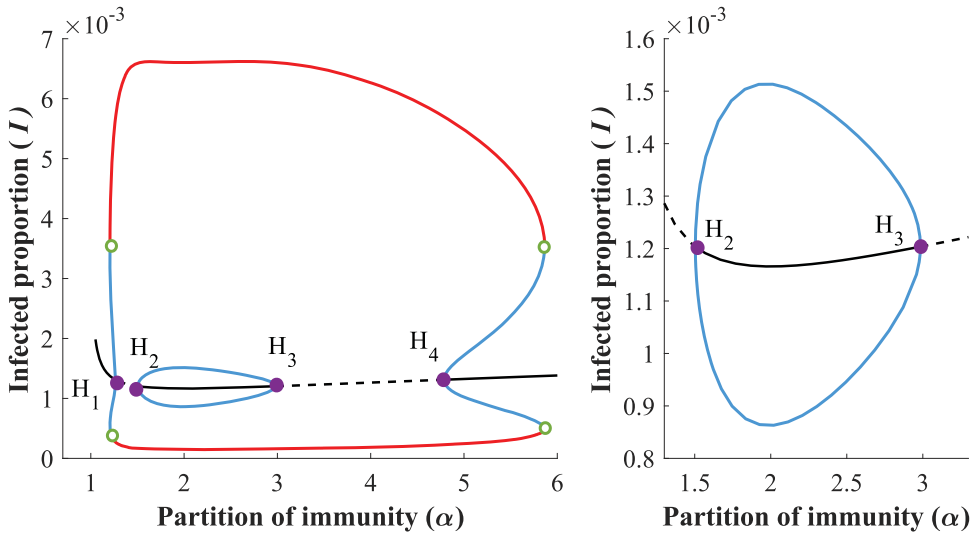 ×10⁻³
7
6
5
4
3
2
1
0
Infected proportion ( I )
H₁
H₂
H₃
H₄
1 2 3 4 5 6
Partition of immunity (α)
×10⁻³
1.6
1.5
1.4
1.3
1.2
1.1
1
0.9
0.8
Infected proportion ( I )
H₂
H₃
1.5 2 2.5 3
Partition of immunity (α)